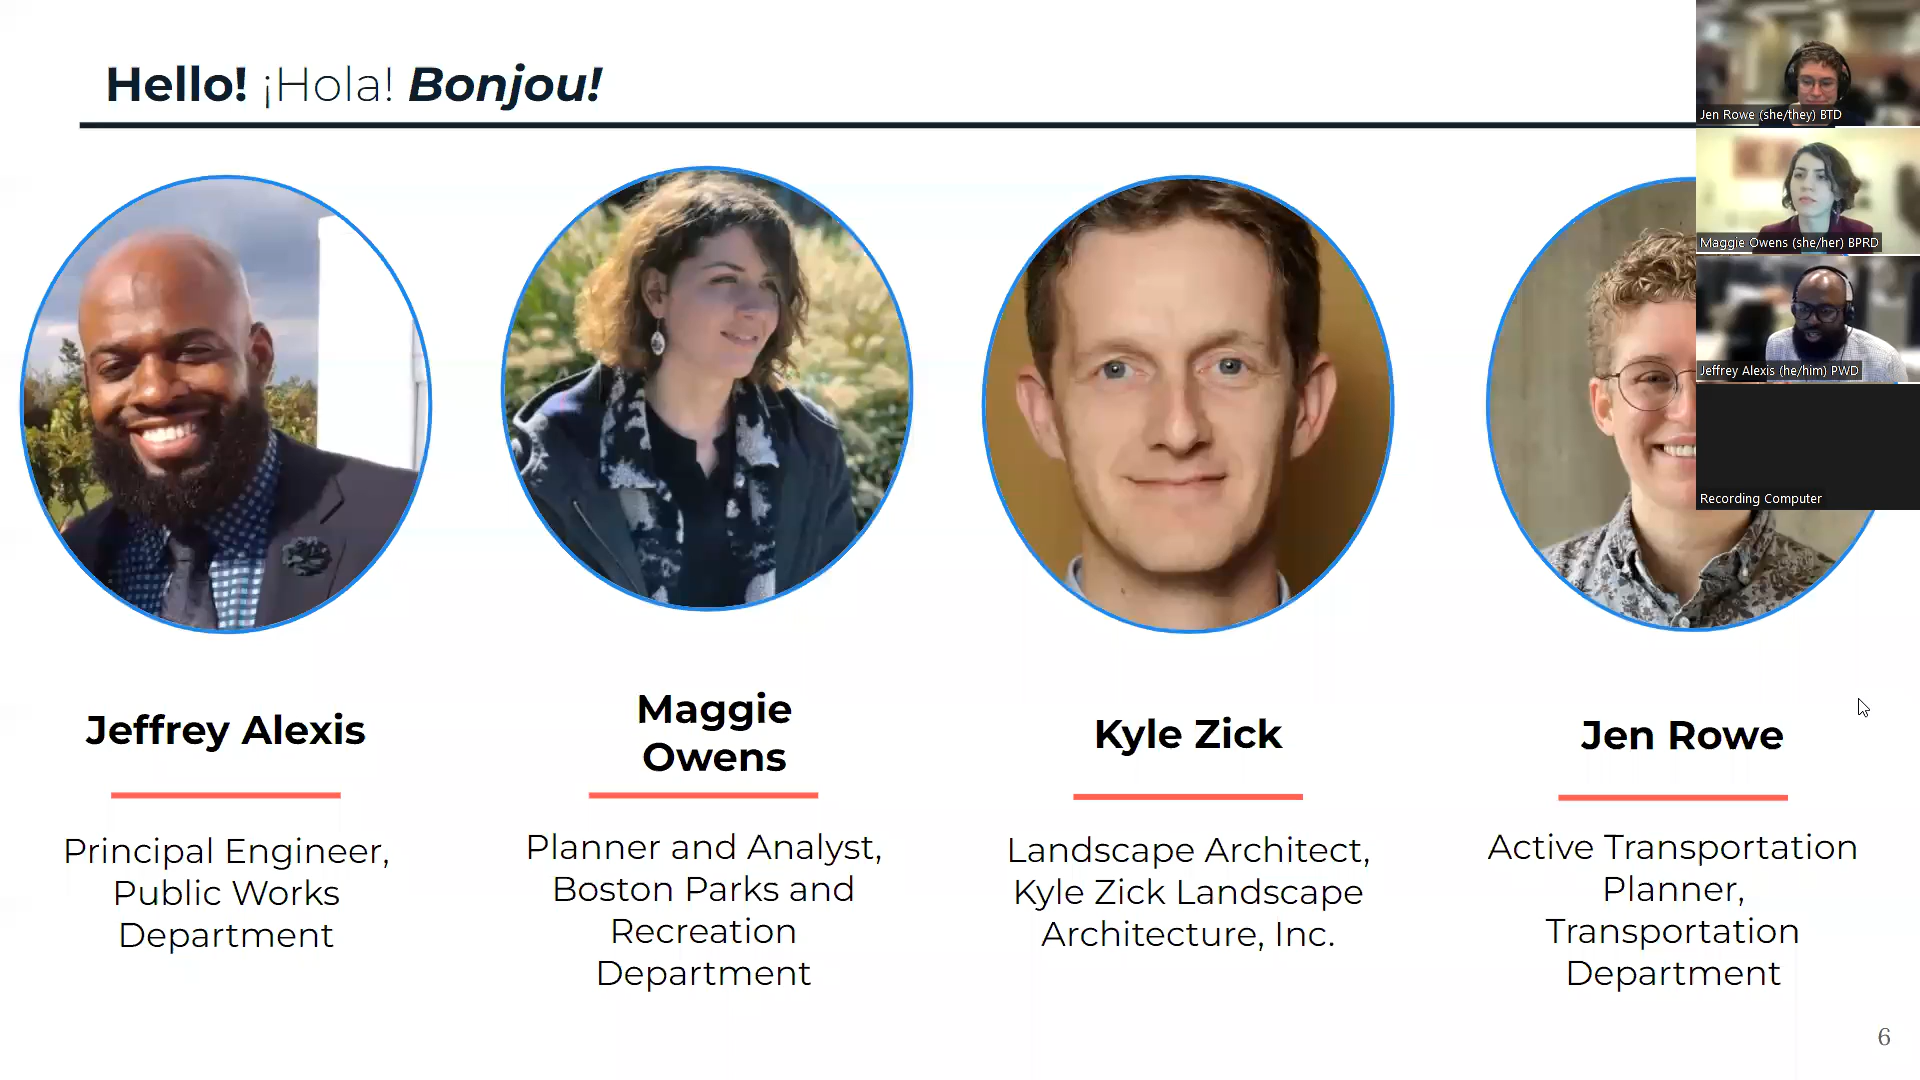 Hello! ¡Hola! Bonjou!
Jen Rowe (she/they) BTD
Maggie Owens (she/her) BPRD
Jeffrey Alexis (he/him) PWD
Recording Computer
Jeffrey Alexis
Principal Engineer,
Public Works
Department
Maggie
Owens
Planner and Analyst,
Boston Parks and
Recreation
Department
Kyle Zick
Landscape Architect,
Kyle Zick Landscape
Architecture, Inc.
Jen Rowe
Active Transportation
Planner,
Transportation
Department
6